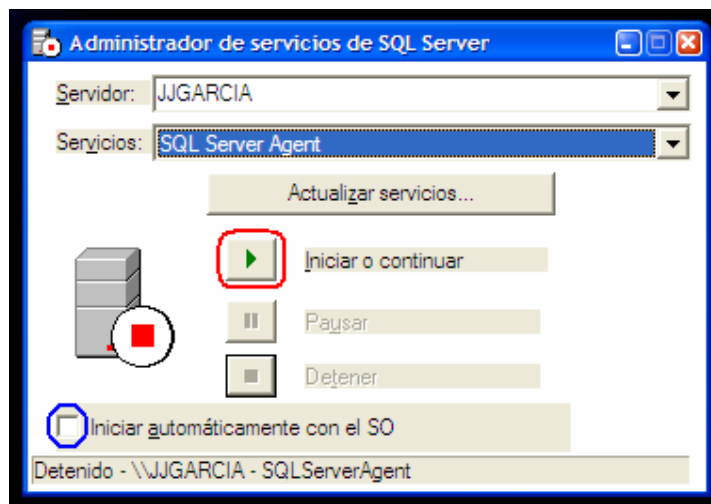 Administrador de servicios de SQL Server
Servidor: JJGARCIA
Servicios: SQL Server Agent
Actualizar servicios...
Iniciar o continuar
Pausar
Detener
Iniciar automáticamente con el SO
Detenido - \\JJGARCIA - SQLServerAgent